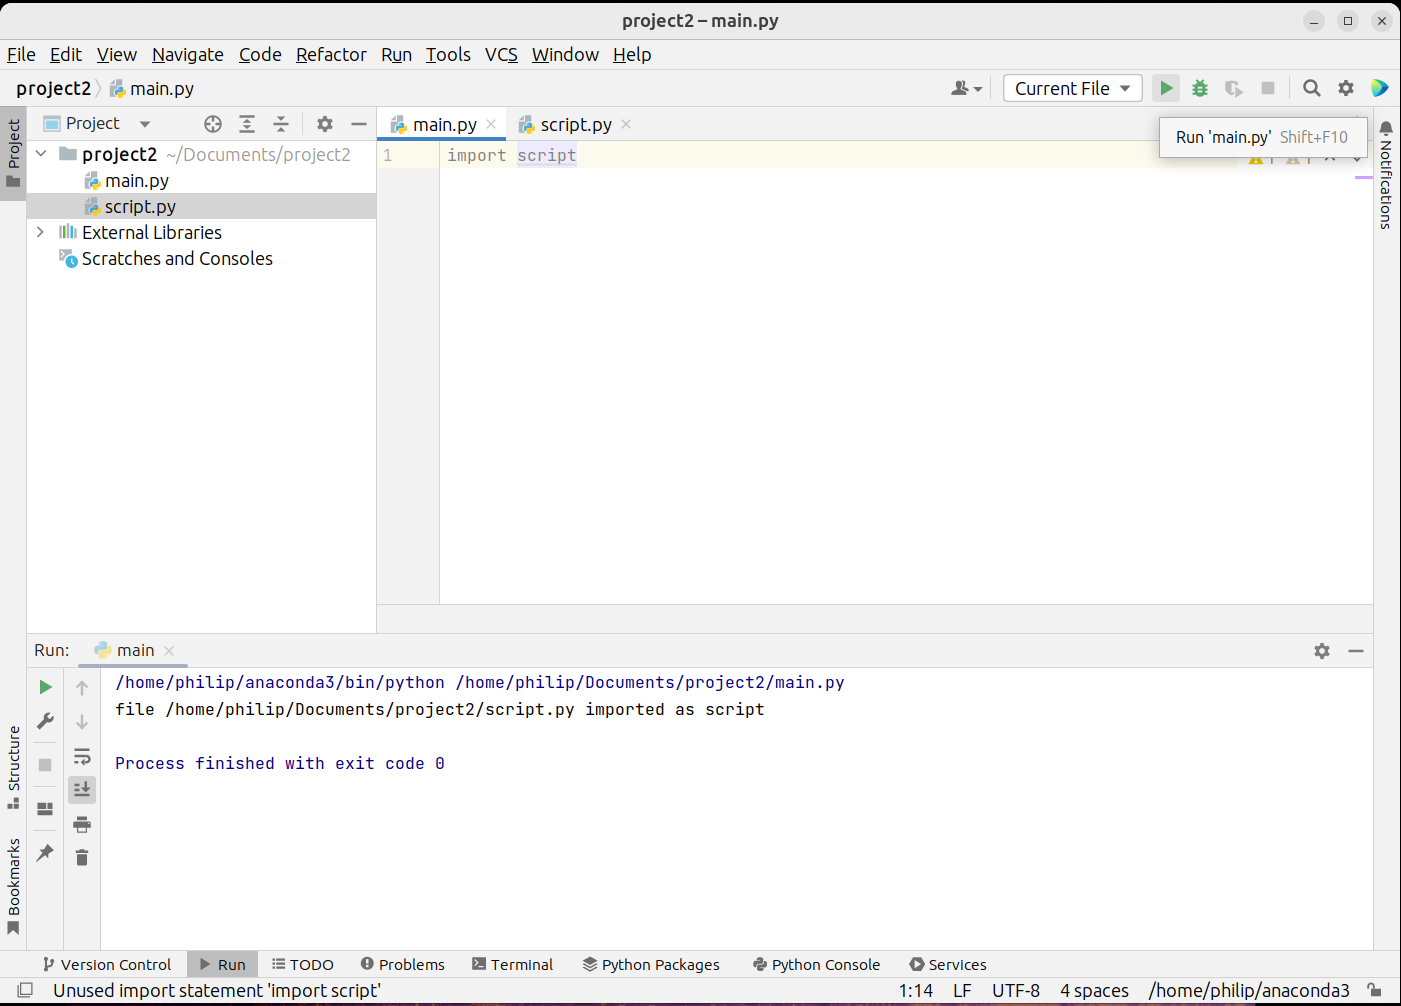 project2 – main.py
File Edit View Navigate Code Refactor Run Tools VCS Window Help
project2 main.py Current File
Project
Project
main.py script.py
Run 'main.py' Shift+F10
Notifications
project2 ~/Documents/project2
main.py
script.py
External Libraries
Scratches and Consoles
1 import script
Run: main
/home/philip/anaconda3/bin/python /home/philip/Documents/project2/main.py
file /home/philip/Documents/project2/script.py imported as script
Process finished with exit code 0
Structure
Bookmarks
Version Control Run TODO Problems Terminal Python Packages Python Console Services
Unused import statement 'import script' 1:14 LF UTF-8 4 spaces /home/philip/anaconda3